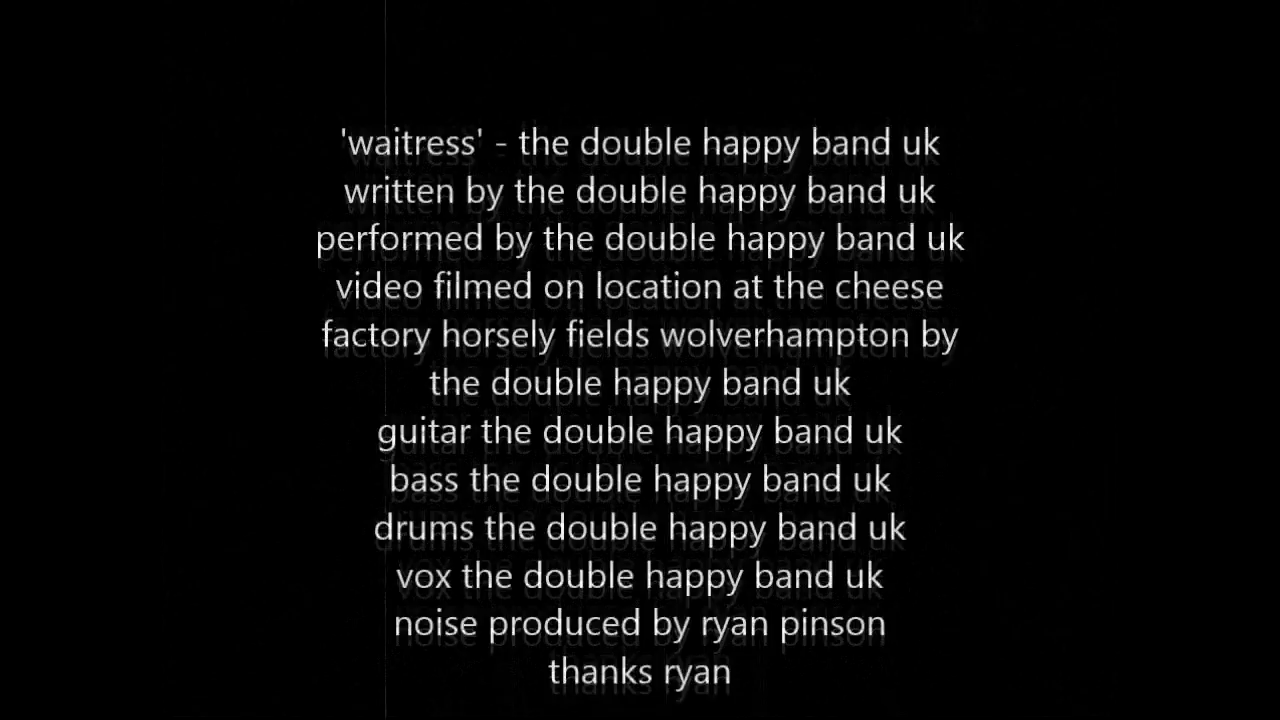 'waitress' - the double happy band uk
written by the double happy band uk
performed by the double happy band uk
video filmed on location at the cheese
factory horsely fields wolverhampton by
the double happy band uk
guitar the double happy band uk
bass the double happy band uk
drums the double happy band uk
vox the double happy band uk
noise produced by ryan pinson
thanks ryan